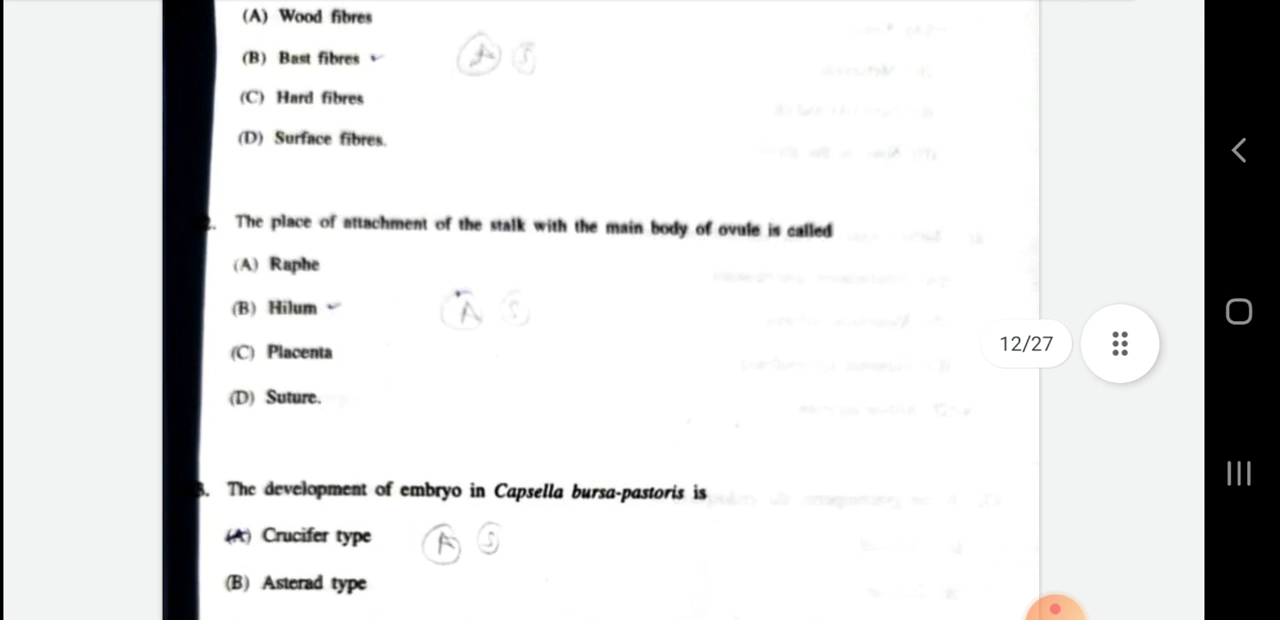 (A) Wood fibres
(B) Bast fibres
A S
(C) Hard fibres
(D) Surface fibres.
The place of attachment of the stalk with the main body of ovule is called
(A) Raphe
(B) Hilum
A S
(C) Placenta
(D) Suture.
12/27
The development of embryo in Capsella bursa-pastoris is
(A) Crucifer type
A S
(B) Asterad type